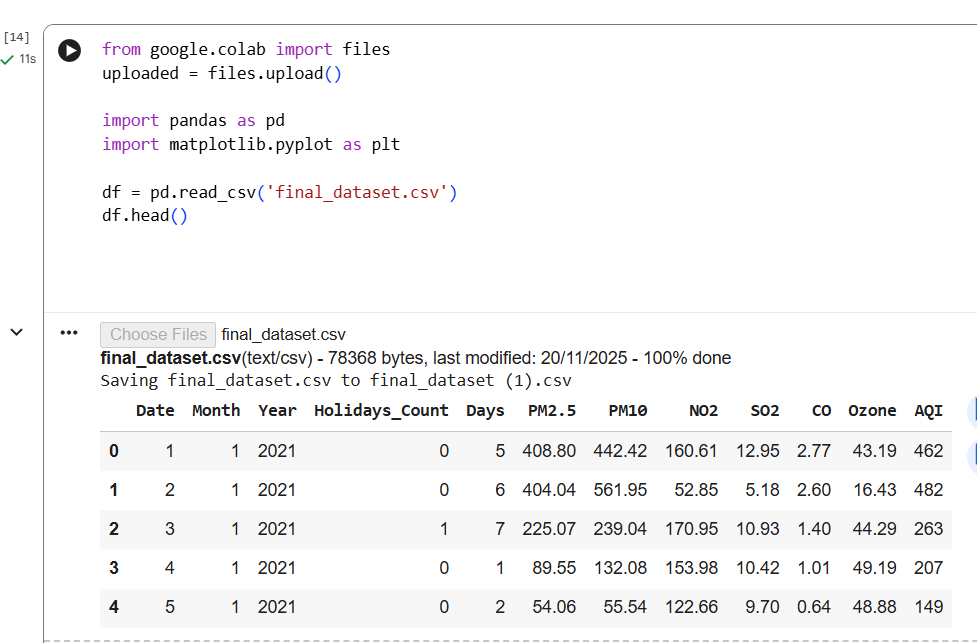 [14]
11s
from google.colab import files
uploaded = files.upload()
import pandas as pd
import matplotlib.pyplot as plt
df = pd.read_csv('final_dataset.csv')
df.head()
Choose Files final_dataset.csv
final_dataset.csv(text/csv) - 78368 bytes, last modified: 20/11/2025 - 100% done
Saving final_dataset.csv to final_dataset (1).csv
Date Month Year Holidays_Count Days PM2.5 PM10 NO2 SO2 CO Ozone AQI
0 1 1 2021 0 5 408.80 442.42 160.61 12.95 2.77 43.19 462
1 2 1 2021 0 6 404.04 561.95 52.85 5.18 2.60 16.43 482
2 3 1 2021 1 7 225.07 239.04 170.95 10.93 1.40 44.29 263
3 4 1 2021 0 1 89.55 132.08 153.98 10.42 1.01 49.19 207
4 5 1 2021 0 2 54.06 55.54 122.66 9.70 0.64 48.88 149